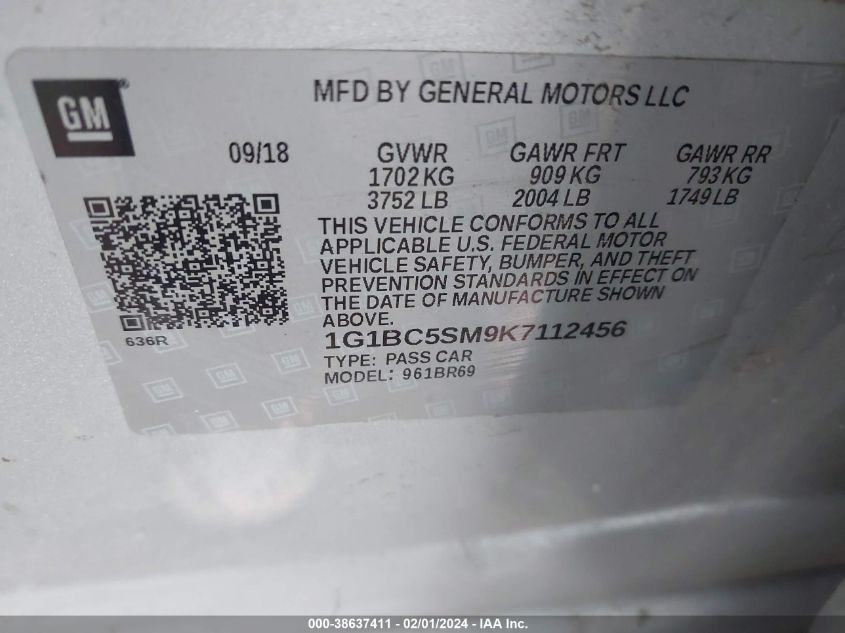 GM
MFD BY GENERAL MOTORS LLC
09/18 GVWR GAWR FRT GAWR RR
1702 KG 909 KG 793 KG
3752 LB 2004 LB 1749 LB
THIS VEHICLE CONFORMS TO ALL
APPLICABLE U.S. FEDERAL MOTOR
VEHICLE SAFETY, BUMPER, AND THEFT
PREVENTION STANDARDS IN EFFECT ON
THE DATE OF MANUFACTURE SHOWN
ABOVE.
636R
1G1BC5SM9K7112456
TYPE: PASS CAR
MODEL: 961BR69
000-38637411 - 02/01/2024 - IAA Inc.